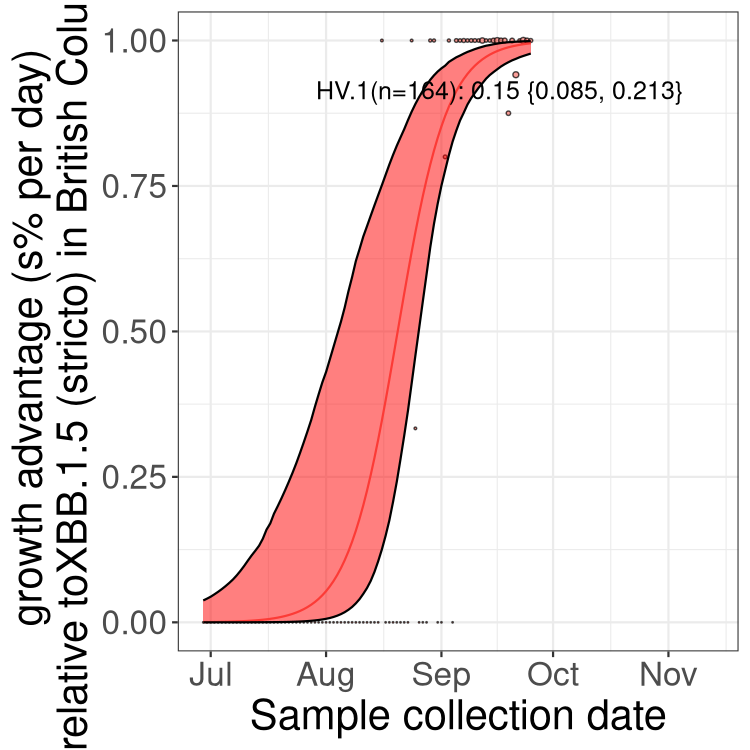 growth advantage (s% per day)
relative toXBB.1.5 (stricto) in British Colu
1.00
0.75
0.50
0.25
0.00
HV.1(n=164): 0.15 {0.085, 0.213}
Jul Aug Sep Oct Nov
Sample collection date